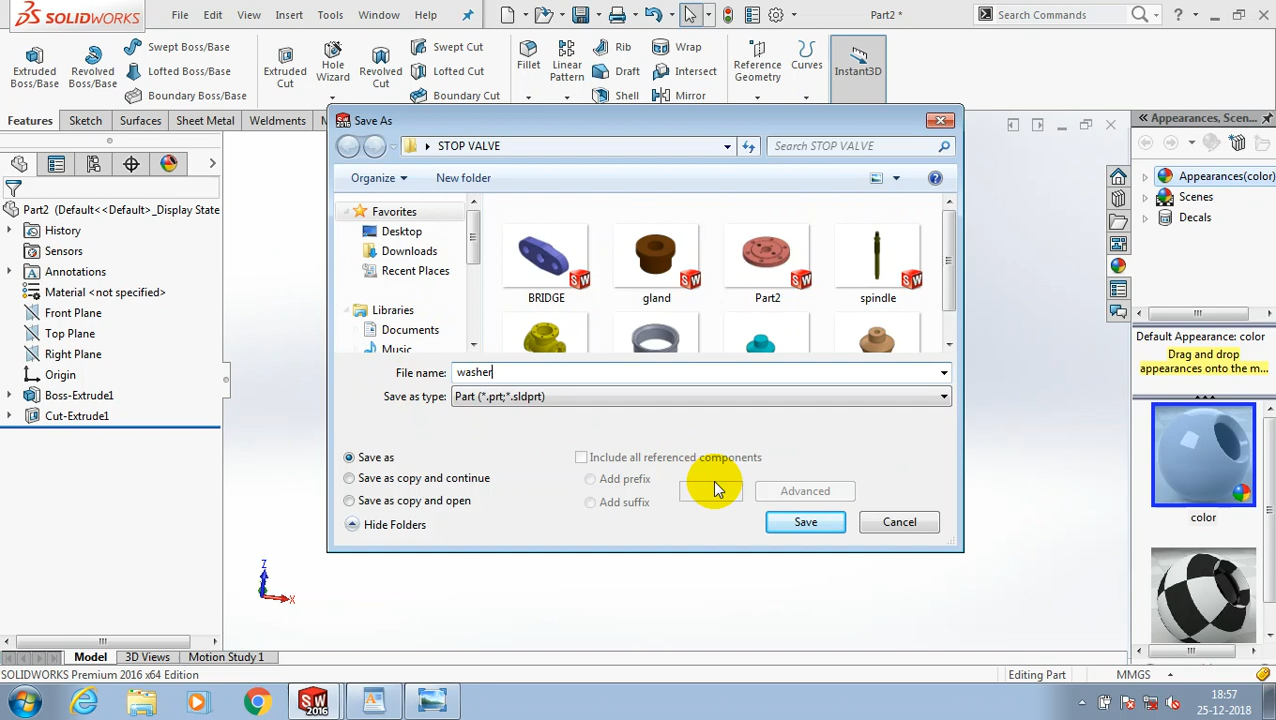 SOLIDWORKS
File Edit View Insert Tools Window Help
Part2 *
Search Commands
Extruded Boss/Base
Revolved Boss/Base
Swept Boss/Base
Lofted Boss/Base
Boundary Boss/Base
Extruded Cut
Hole Wizard
Revolved Cut
Swept Cut
Lofted Cut
Boundary Cut
Fillet
Linear Pattern
Rib
Draft
Shell
Wrap
Intersect
Mirror
Reference Geometry
Curves
Instant3D
Features Sketch Surfaces Sheet Metal Weldments
Part2 (Default<<Default>_Display State
History
Sensors
Annotations
Material <not specified>
Front Plane
Top Plane
Right Plane
Origin
Boss-Extrude1
Cut-Extrude1
Save As
STOP VALVE
Search STOP VALVE
Organize
New folder
Favorites
Desktop
Downloads
Recent Places
Libraries
Documents
Music
BRIDGE
gland
Part2
spindle
File name: washer
Save as type: Part (*.prt;*.sldprt)
Save as
Save as copy and continue
Save as copy and open
Include all referenced components
Add prefix
Add suffix
Advanced
Hide Folders
Save
Cancel
Z
X
Appearances, Scen...
Appearances(color)
Scenes
Decals
Default Appearance: color
Drag and drop appearances onto the m...
color
Model 3D Views Motion Study 1
SOLIDWORKS Premium 2016 x64 Edition
Editing Part
MMGS
2016
18:57
25-12-2018